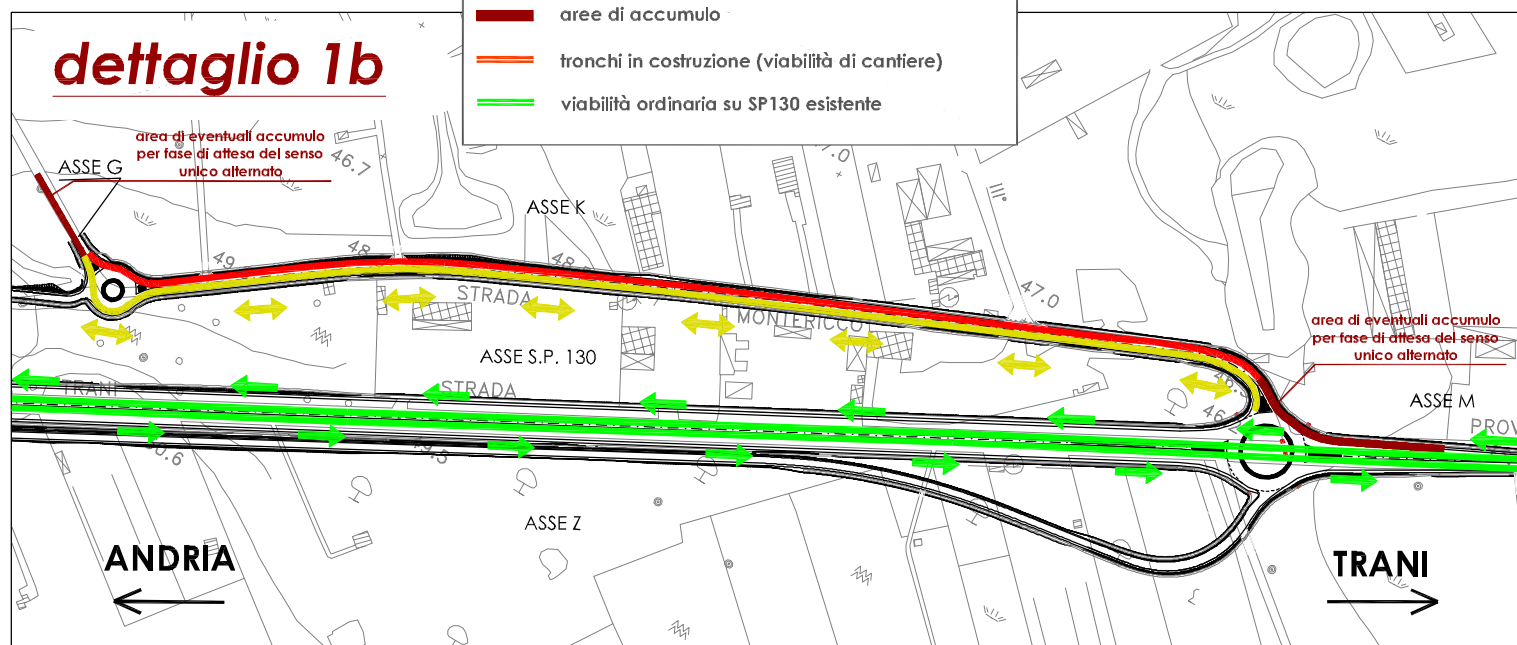 aree di accumulo
tronchi in costruzione (viabilità di cantiere)
viabilità ordinaria su SP130 esistente
dettaglio 1b
area di eventuali accumulo
per fase di attesa del senso
unico alternato
ASSE G
46.7
ASSE K
49
48
48
47.0
STRADA
MONTERICCO
area di eventuali accumulo
per fase di attesa del senso
unico alternato
ASSE S.P. 130
TRANI
STRADA
ASSE M
ASSE Z
ANDRIA
TRANI